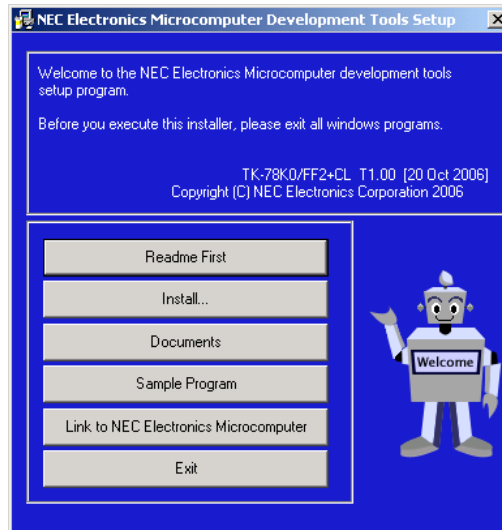 NEC Electronics Microcomputer Development Tools Setup
Welcome to the NEC Electronics Microcomputer development tools
setup program.
Before you execute this installer, please exit all windows programs.
TK-78K0/FF2+CL T1.00 [20 Oct 2006]
Copyright (C) NEC Electronics Corporation 2006
Readme First
Install...
Documents
Sample Program
Link to NEC Electronics Microcomputer
Exit
Welcome